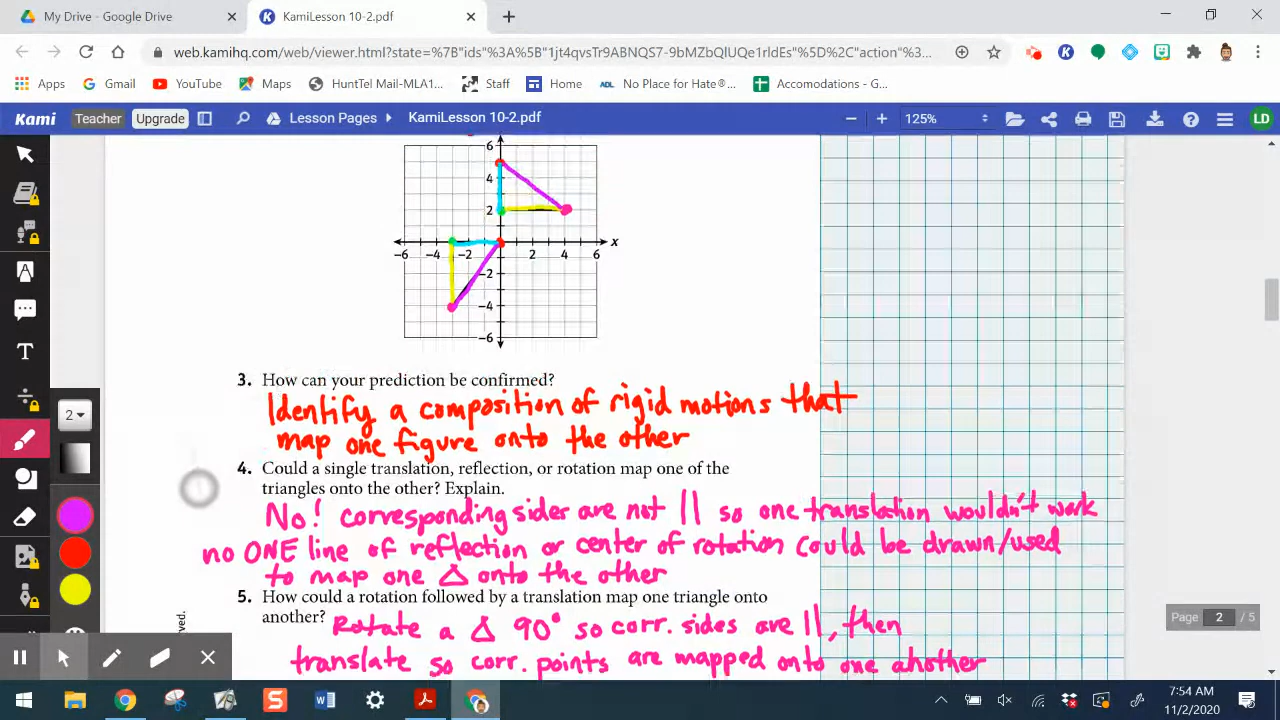 My Drive - Google Drive
KamiLesson 10-2.pdf
web.kamihq.com/web/viewer.html?state=%7B"ids"%3A%5B"1jt4qvsTr9ABNQS7-9bMZbQlUQe1rldEs"%5D%2C"action"%3...
Apps Gmail YouTube Maps HuntTel Mail-MLA1... Staff Home ADL No Place for Hate®... Accomodations - G...
Kami Teacher Upgrade Lesson Pages KamiLesson 10-2.pdf 125% LD
6
4
2
x
-6 -4 -2 2 4 6
-2
-4
-6
3. How can your prediction be confirmed?
Identify a composition of rigid motions that
map one figure onto the other
4. Could a single translation, reflection, or rotation map one of the
triangles onto the other? Explain.
No! corresponding sides are not || so one translation wouldn't work
no ONE line of reflection or center of rotation could be drawn/used
to map one Δ onto the other
5. How could a rotation followed by a translation map one triangle onto
another?
Rotate a Δ 90° so corr. sides are ||, then
translate so corr. points are mapped onto one another
2
T
rved.
Page 2 / 5
7:54 AM
11/2/2020